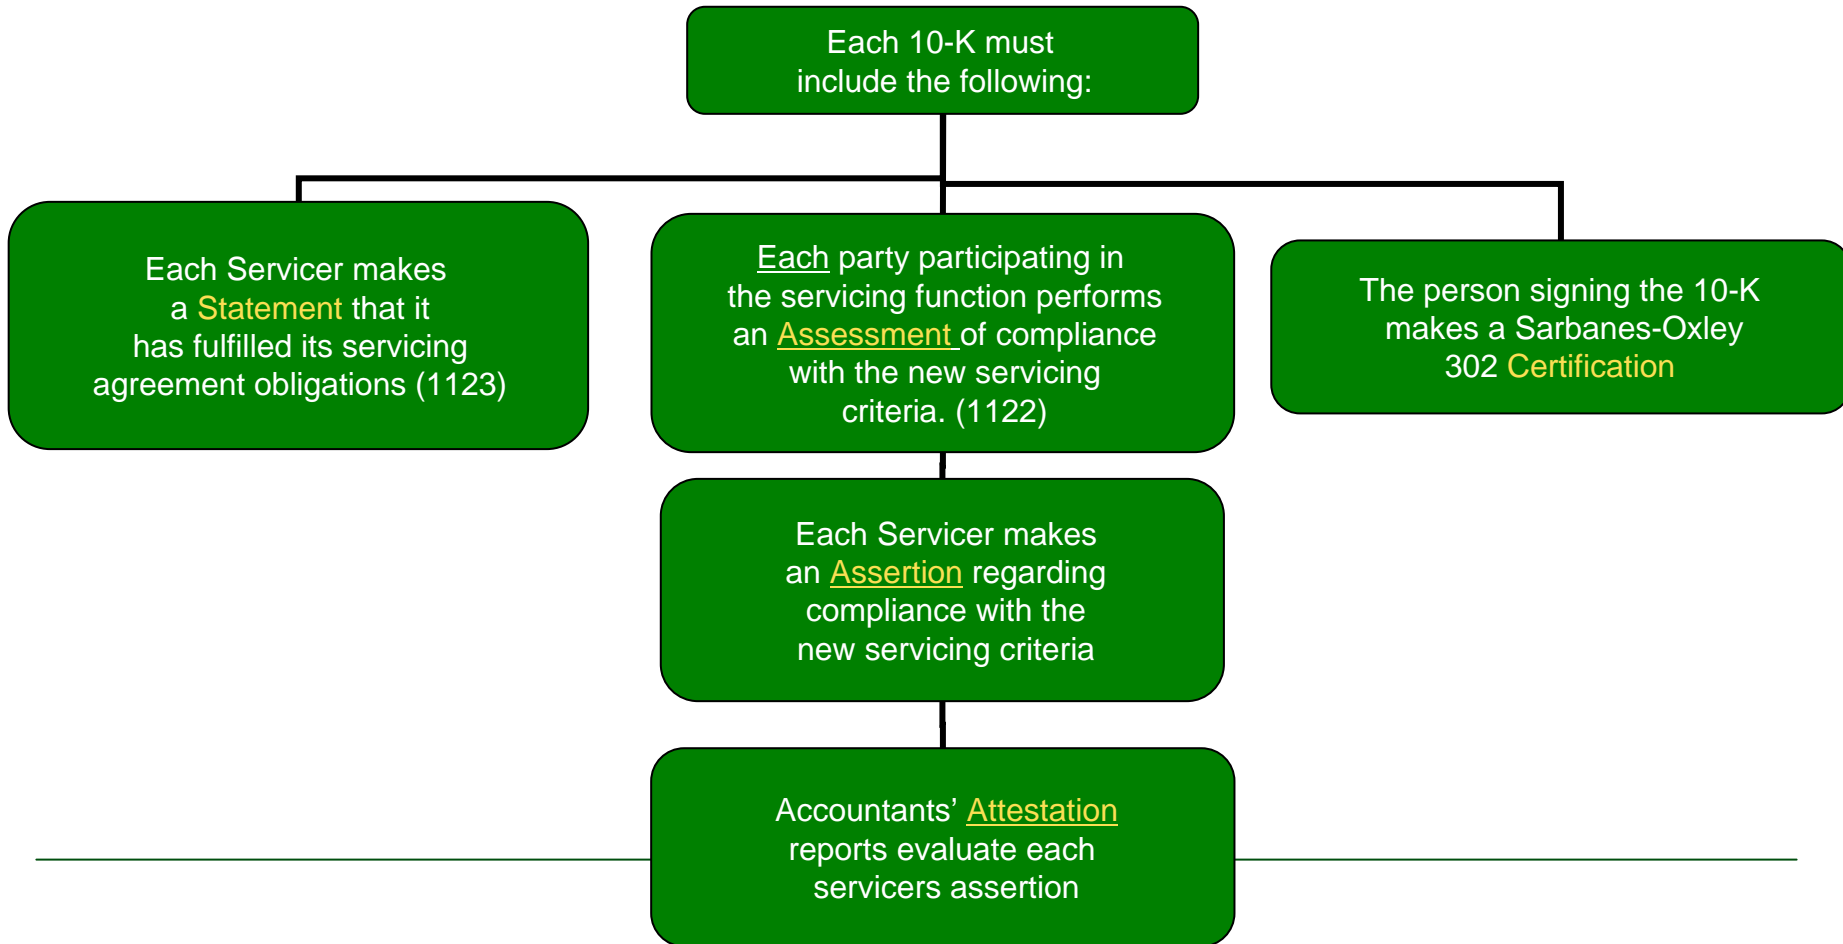 Each 10-K must
include the following:
Each Servicer makes
a Statement that it
has fulfilled its servicing
agreement obligations (1123)
Each party participating in
the servicing function performs
an Assessment of compliance
with the new servicing
criteria. (1122)
The person signing the 10-K
makes a Sarbanes-Oxley
302 Certification
Each Servicer makes
an Assertion regarding
compliance with the
new servicing criteria
Accountants’ Attestation
reports evaluate each
servicers assertion